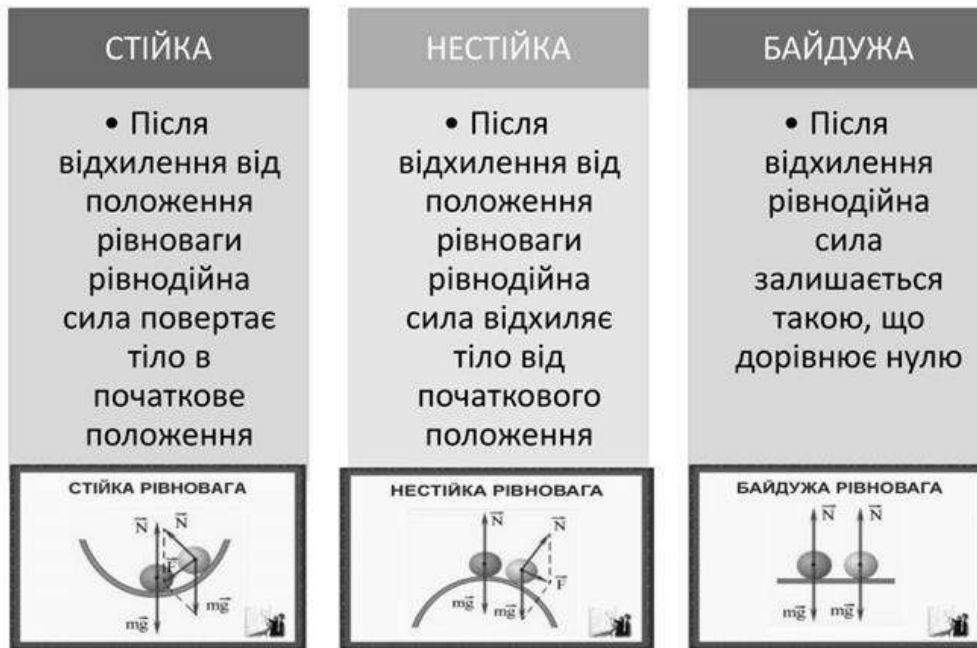 СТІЙКА
• Після
відхилення від
положення
рівноваги
рівнодійна
сила повертає
тіло в
початкове
положення
СТІЙКА РІВНОВАГА
N
N
F
mg
mg
НЕСТІЙКА
• Після
відхилення від
положення
рівноваги
рівнодійна
сила відхиляє
тіло від
початкового
положення
НЕСТІЙКА РІВНОВАГА
N
N
F
mg
mg
БАЙДУЖА
• Після
відхилення
рівнодійна
сила
залишається
такою, що
дорівнює нулю
БАЙДУЖА РІВНОВАГА
N
N
mg
mg